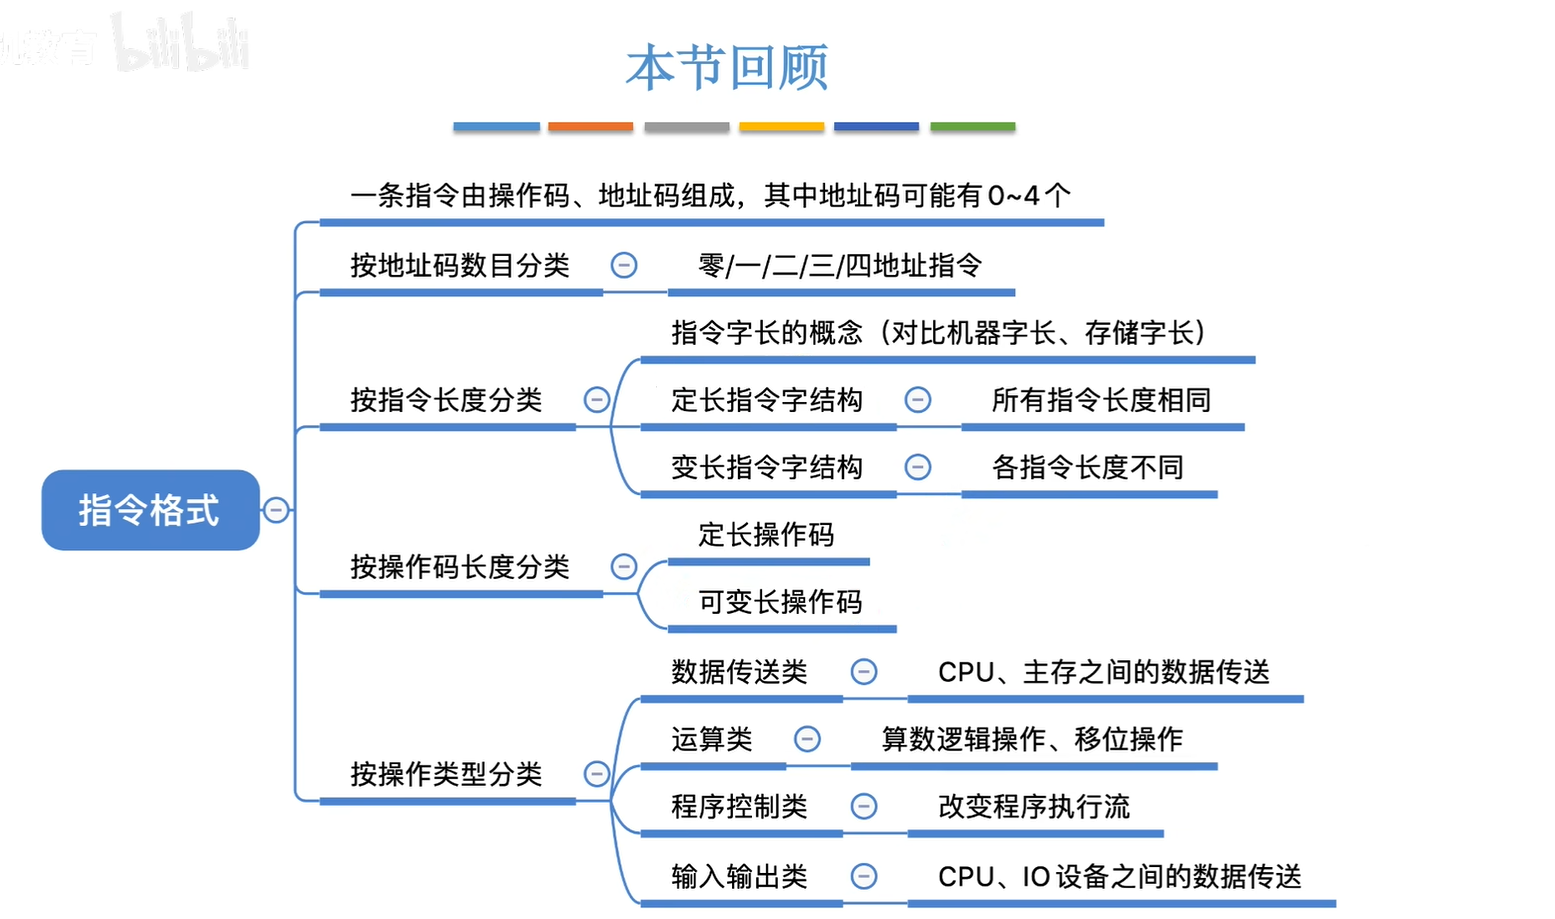 教育 bilibili
本节回顾
一条指令由操作码、地址码组成，其中地址码可能有0~4个
按地址码数目分类
零/一/二/三/四地址指令
指令字长的概念（对比机器字长、存储字长）
按指令长度分类
定长指令字结构
所有指令长度相同
变长指令字结构
各指令长度不同
指令格式
定长操作码
按操作码长度分类
可变长操作码
数据传送类
CPU、主存之间的数据传送
运算类
算数逻辑操作、移位操作
按操作类型分类
程序控制类
改变程序执行流
输入输出类
CPU、IO设备之间的数据传送